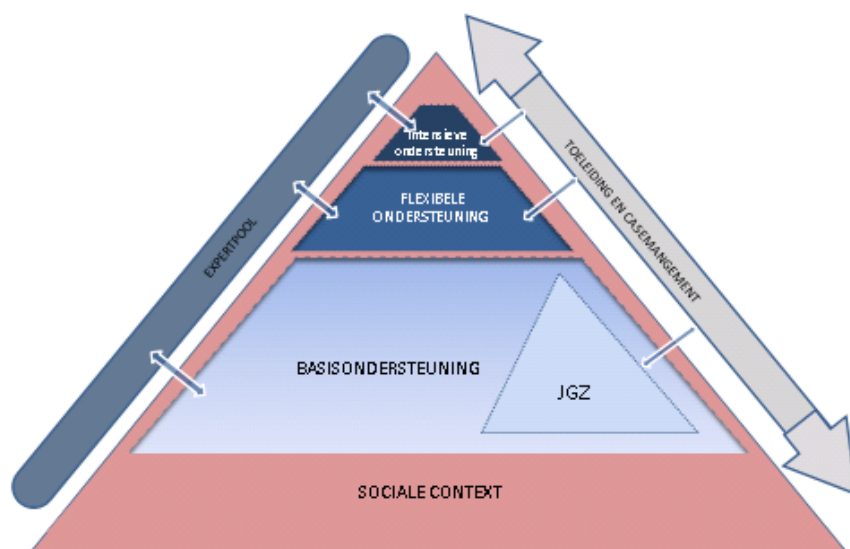 Intensieve
ondersteuning
FLEXIBELE
ONDERSTEUNING
EXPERTPOOL
TOELEIDING EN CASEMANGEMENT
BASISONDERSTEUNING
JGZ
SOCIALE CONTEXT